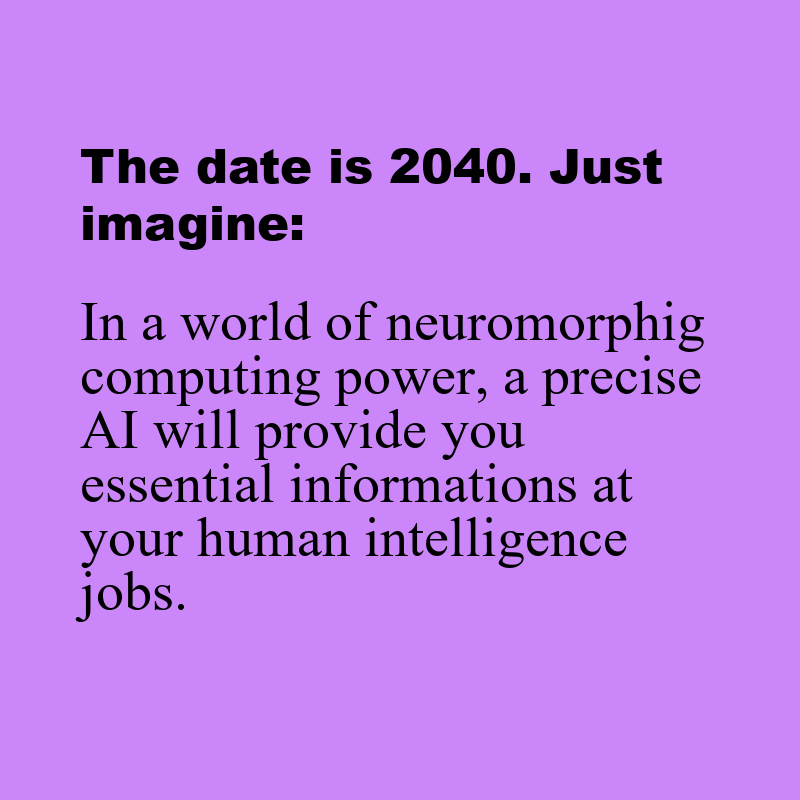 The date is 2040. Just
imagine:
In a world of neuromorphig
computing power, a precise
AI will provide you
essential informations at
your human intelligence
jobs.